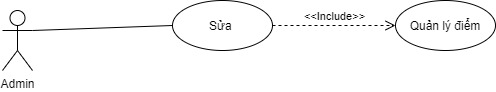 <<Include>>
Sửa
Quản lý điểm
Admin